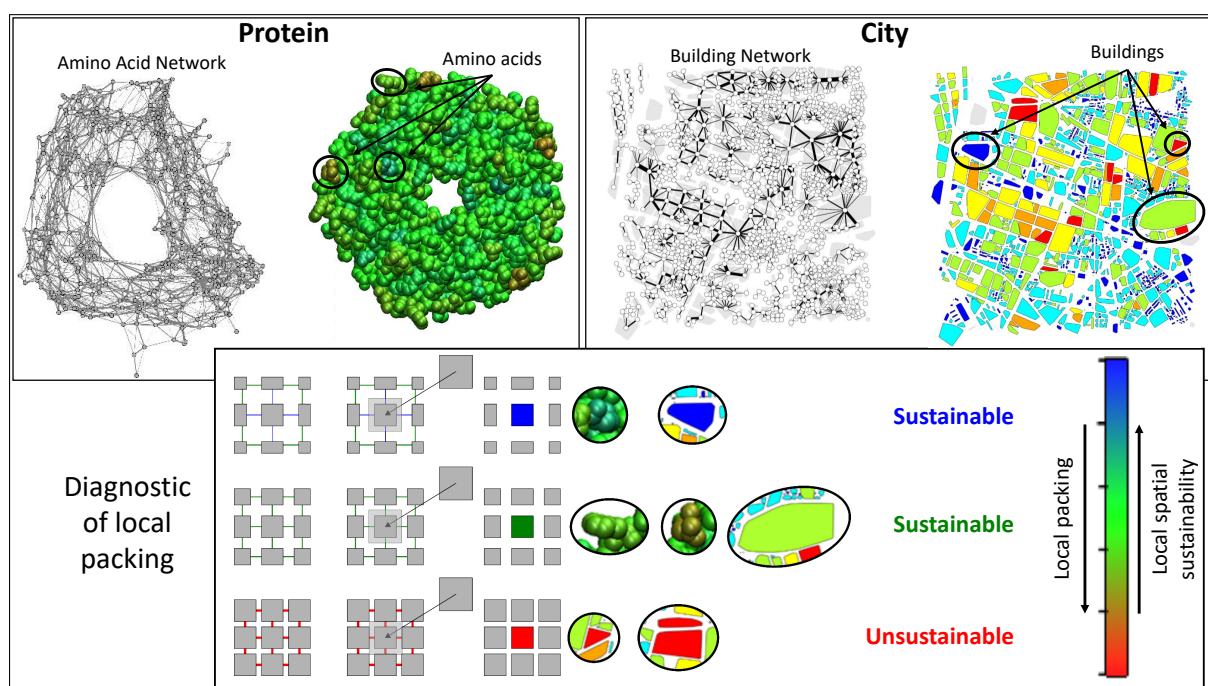 Protein
City
Amino Acid Network
Amino acids
Building Network
Buildings
Diagnostic
of local
packing
Sustainable
Sustainable
Unsustainable
Local packing
Local spatial
sustainability